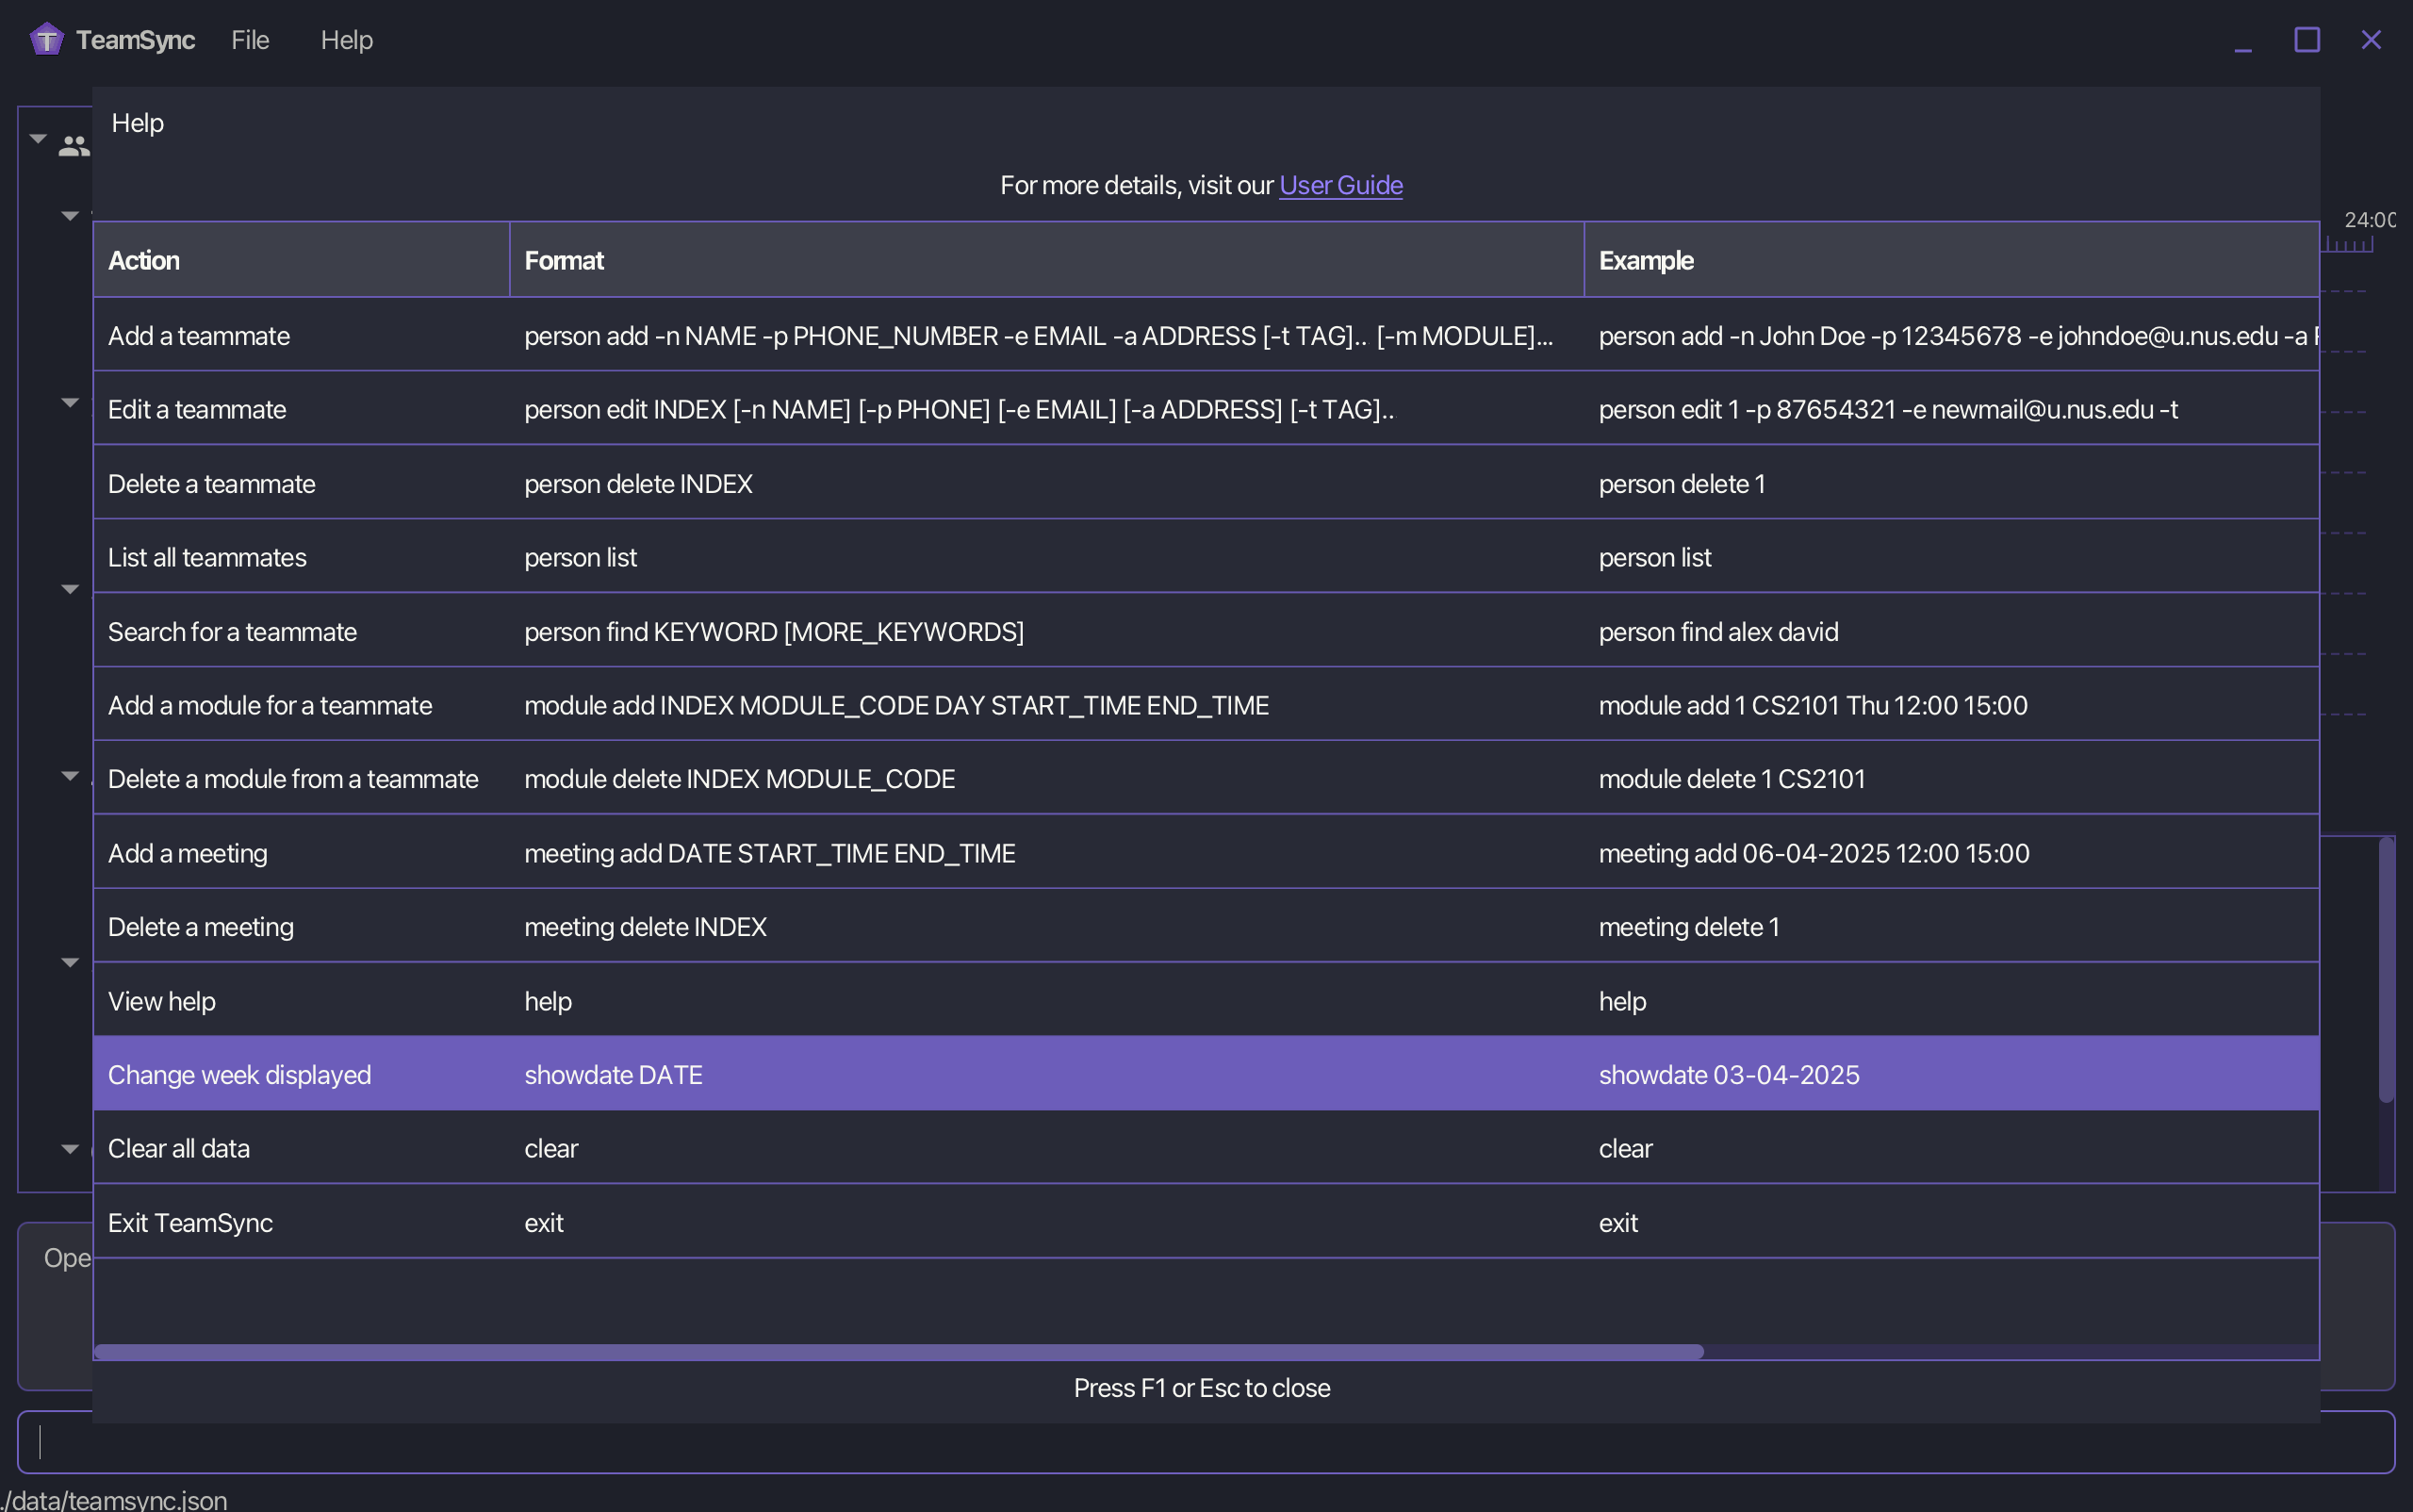 TeamSync File Help
Help
For more details, visit our User Guide
24:00
Action Format Example
Add a teammate person add -n NAME -p PHONE_NUMBER -e EMAIL -a ADDRESS [-t TAG].. [-m MODULE]... person add -n John Doe -p 12345678 -e johndoe@u.nus.edu -a
Edit a teammate person edit INDEX [-n NAME] [-p PHONE] [-e EMAIL] [-a ADDRESS] [-t TAG].. person edit 1 -p 87654321 -e newmail@u.nus.edu -t
Delete a teammate person delete INDEX person delete 1
List all teammates person list person list
Search for a teammate person find KEYWORD [MORE_KEYWORDS] person find alex david
Add a module for a teammate module add INDEX MODULE_CODE DAY START_TIME END_TIME module add 1 CS2101 Thu 12:00 15:00
Delete a module from a teammate module delete INDEX MODULE_CODE module delete 1 CS2101
Add a meeting meeting add DATE START_TIME END_TIME meeting add 06-04-2025 12:00 15:00
Delete a meeting meeting delete INDEX meeting delete 1
View help help help
Change week displayed showdate DATE showdate 03-04-2025
Clear all data clear clear
Exit TeamSync exit exit
Ope
Press F1 or Esc to close
./data/teamsync.json